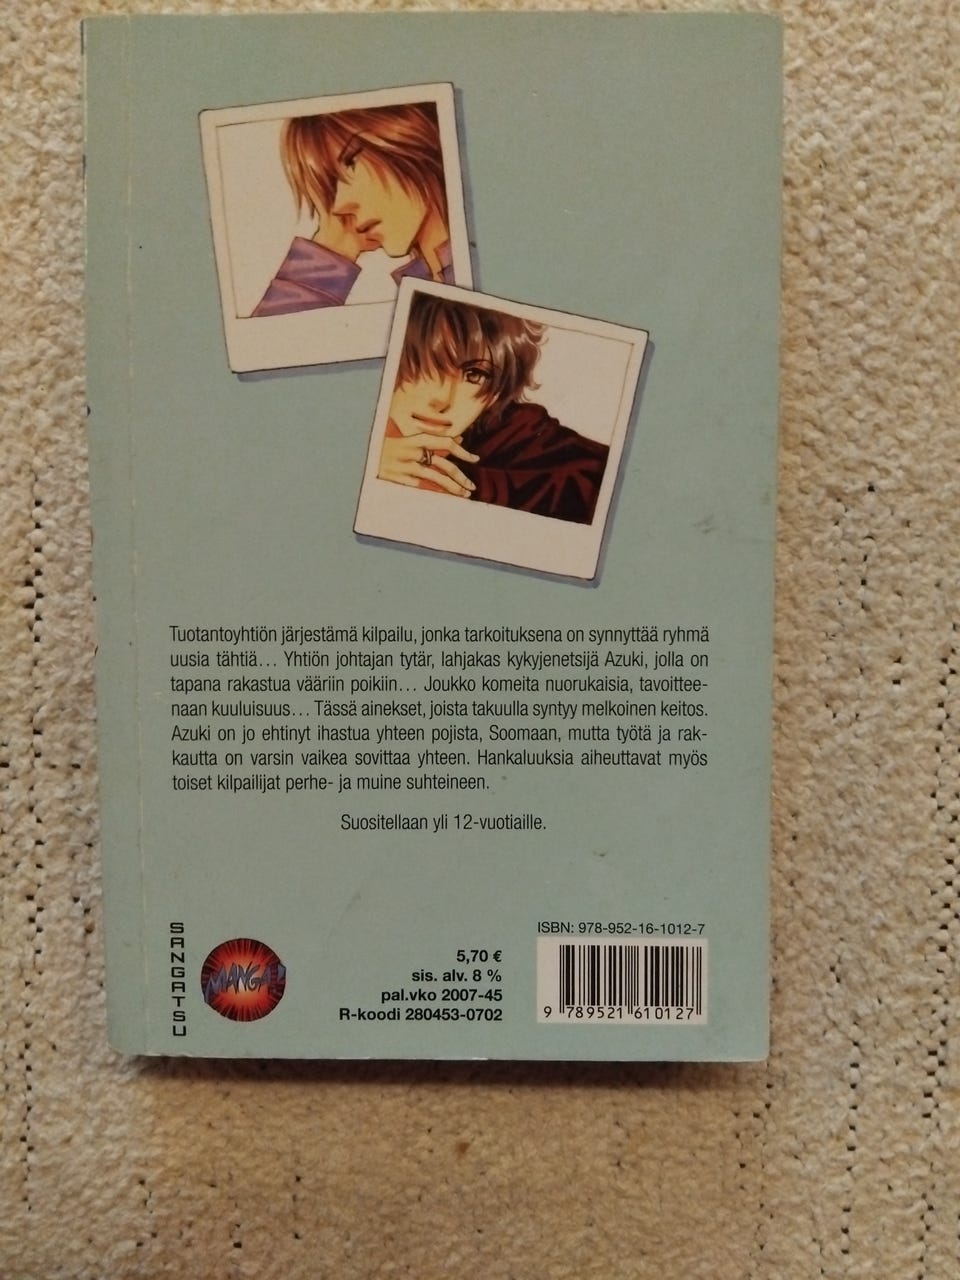 Tuotantoyhtiön järjestämä kilpailu, jonka tarkoituksena on synnyttää ryhmä
uusia tähtiä... Yhtiön johtajan tytär, lahjakas kykyjenetsijä Azuki, jolla on
tapana rakastua vääriin poikiin... Joukko komeita nuorukaisia, tavoittee-
naan kuuluisuus... Tässä ainekset, joista takuulla syntyy melkoinen keitos.
Azuki on jo ehtinyt ihastua yhteen pojista, Soomaan, mutta työtä ja rak-
kautta on varsin vaikea sovittaa yhteen. Hankaluuksia aiheuttavat myös
toiset kilpailijat perhe- ja muine suhteineen.
Suositellaan yli 12-vuotiaille.
SANGATSU
MANGA!
5,70 €
sis. alv. 8 %
pal.vko 2007-45
R-koodi 280453-0702
ISBN: 978-952-16-1012-7
9 789521 610127